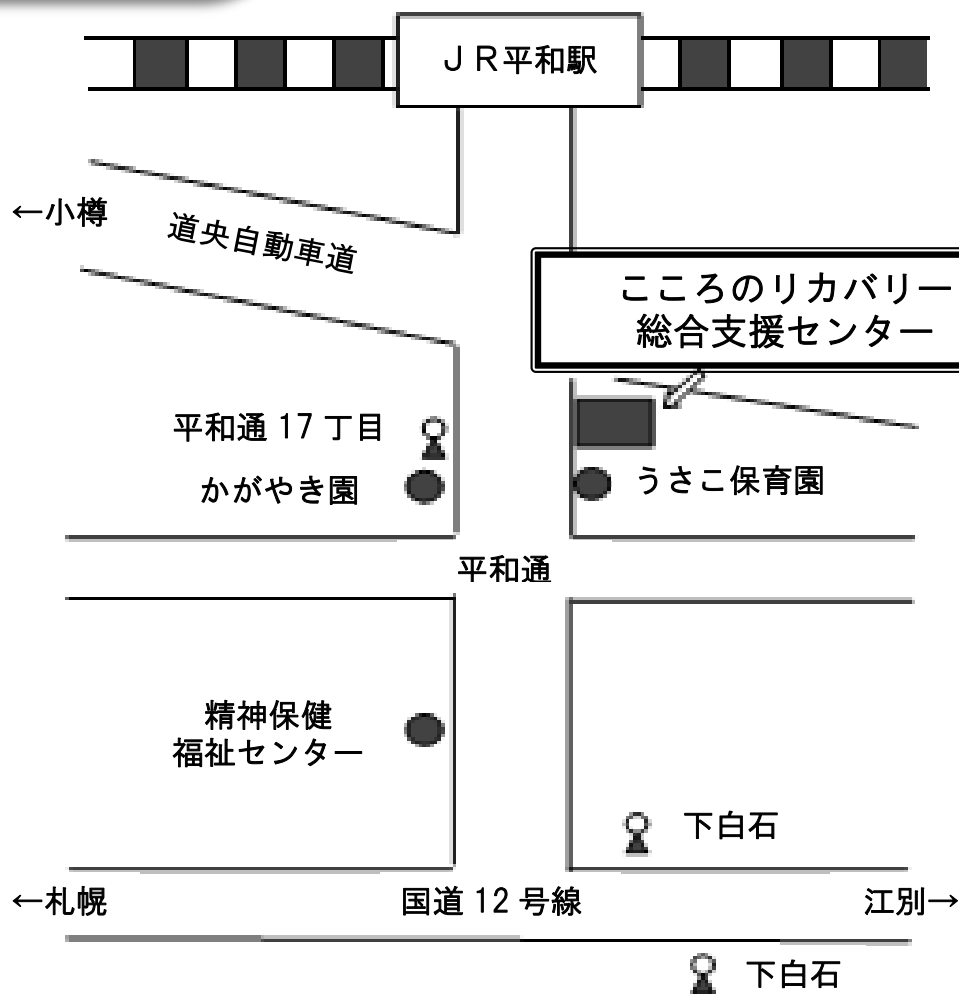 ＪＲ平和駅
←小樽
道央自動車道
こころのリカバリー
総合支援センター
平和通 17 丁目
かがやき園
うさこ保育園
平和通
精神保健
福祉センター
下白石
←札幌
国道 12 号線
江別→
下白石